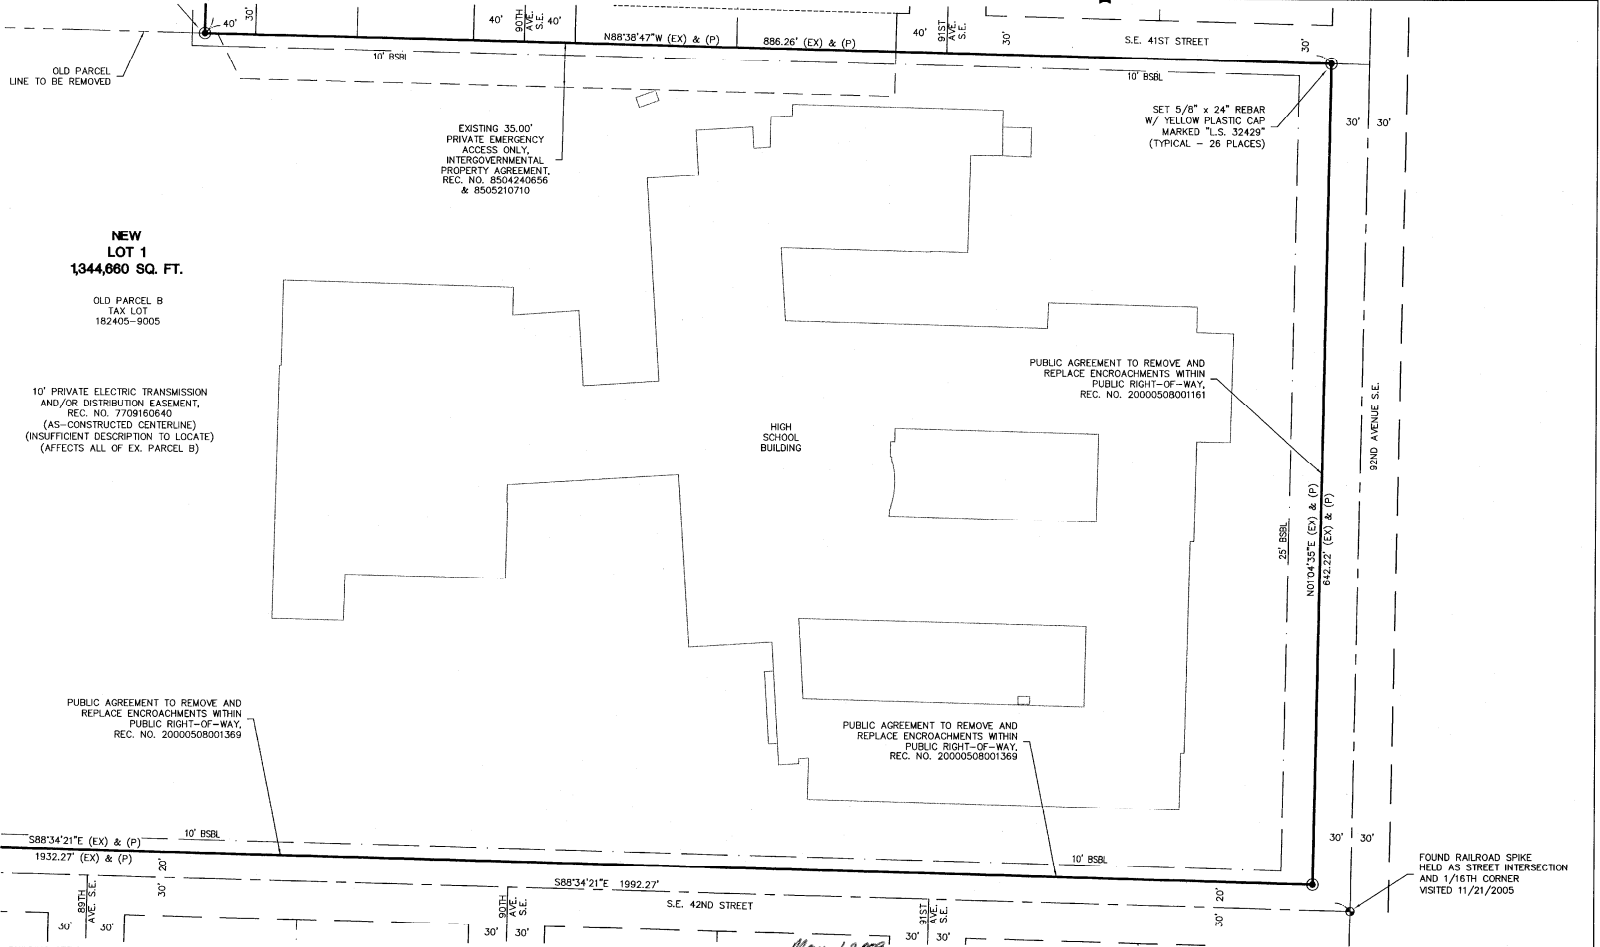 40'
30'
40'
90TH
AVE.
S.E.
40'
N88°38'47"W (EX) & (P)
886.26' (EX) & (P)
40'
91ST
AVE.
S.E.
30'
S.E. 41ST STREET
30'
OLD PARCEL
LINE TO BE REMOVED
10' BSBL
10' BSBL
SET 5/8" x 24" REBAR
W/ YELLOW PLASTIC CAP
MARKED "L.S. 32429"
(TYPICAL - 26 PLACES)
30'
30'
EXISTING 35.00'
PRIVATE EMERGENCY
ACCESS ONLY,
INTERGOVERNMENTAL
PROPERTY AGREEMENT,
REC. NO. 8504240656
& 8505210710
NEW
LOT 1
1,344,660 SQ. FT.
OLD PARCEL B
TAX LOT
182405-9005
10' PRIVATE ELECTRIC TRANSMISSION
AND/OR DISTRIBUTION EASEMENT,
REC. NO. 7709160640
(AS-CONSTRUCTED CENTERLINE)
(INSUFFICIENT DESCRIPTION TO LOCATE)
(AFFECTS ALL OF EX. PARCEL B)
PUBLIC AGREEMENT TO REMOVE AND
REPLACE ENCROACHMENTS WITHIN
PUBLIC RIGHT-OF-WAY,
REC. NO. 20000508001161
HIGH
SCHOOL
BUILDING
92ND AVENUE S.E.
25' BSBL
N01°04'35"E (EX) & (P)
642.22' (EX) & (P)
PUBLIC AGREEMENT TO REMOVE AND
REPLACE ENCROACHMENTS WITHIN
PUBLIC RIGHT-OF-WAY,
REC. NO. 20000508001369
PUBLIC AGREEMENT TO REMOVE AND
REPLACE ENCROACHMENTS WITHIN
PUBLIC RIGHT-OF-WAY,
REC. NO. 20000508001369
S88°34'21"E (EX) & (P)
10' BSBL
1932.27' (EX) & (P)
20'
30'
10' BSBL
30'
30'
FOUND RAILROAD SPIKE
HELD AS STREET INTERSECTION
AND 1/16TH CORNER
VISITED 11/21/2005
S88°34'21"E 1992.27'
S.E. 42ND STREET
20'
30'
89TH
AVE. S.E.
30'
30'
90TH
AVE.
S.E.
30'
30'
91ST
AVE.
S.E.
30'
30'